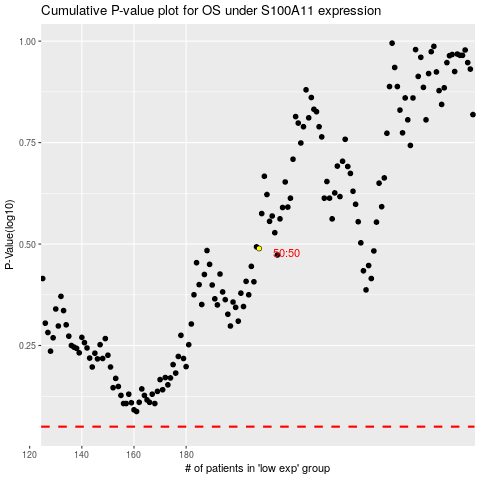 Cumulative P-value plot for OS under S100A11 expression
P-Value(log10)
1.00
0.75
0.50
0.25
50:50
120 140 160 180
# of patients in 'low exp' group